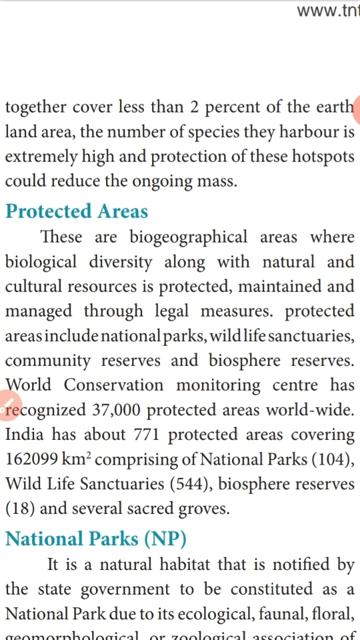 www.tnt
together cover less than 2 percent of the earth
land area, the number of species they harbour is
extremely high and protection of these hotspots
could reduce the ongoing mass.
Protected Areas
These are biogeographical areas where
biological diversity along with natural and
cultural resources is protected, maintained and
managed through legal measures. protected
areas include national parks, wild life sanctuaries,
community reserves and biosphere reserves.
World Conservation monitoring centre has
recognized 37,000 protected areas world-wide.
India has about 771 protected areas covering
162099 km² comprising of National Parks (104),
Wild Life Sanctuaries (544), biosphere reserves
(18) and several sacred groves.
National Parks (NP)
It is a natural habitat that is notified by
the state government to be constituted as a
National Park due to its ecological, faunal, floral,
geomorphological, or zoological association of